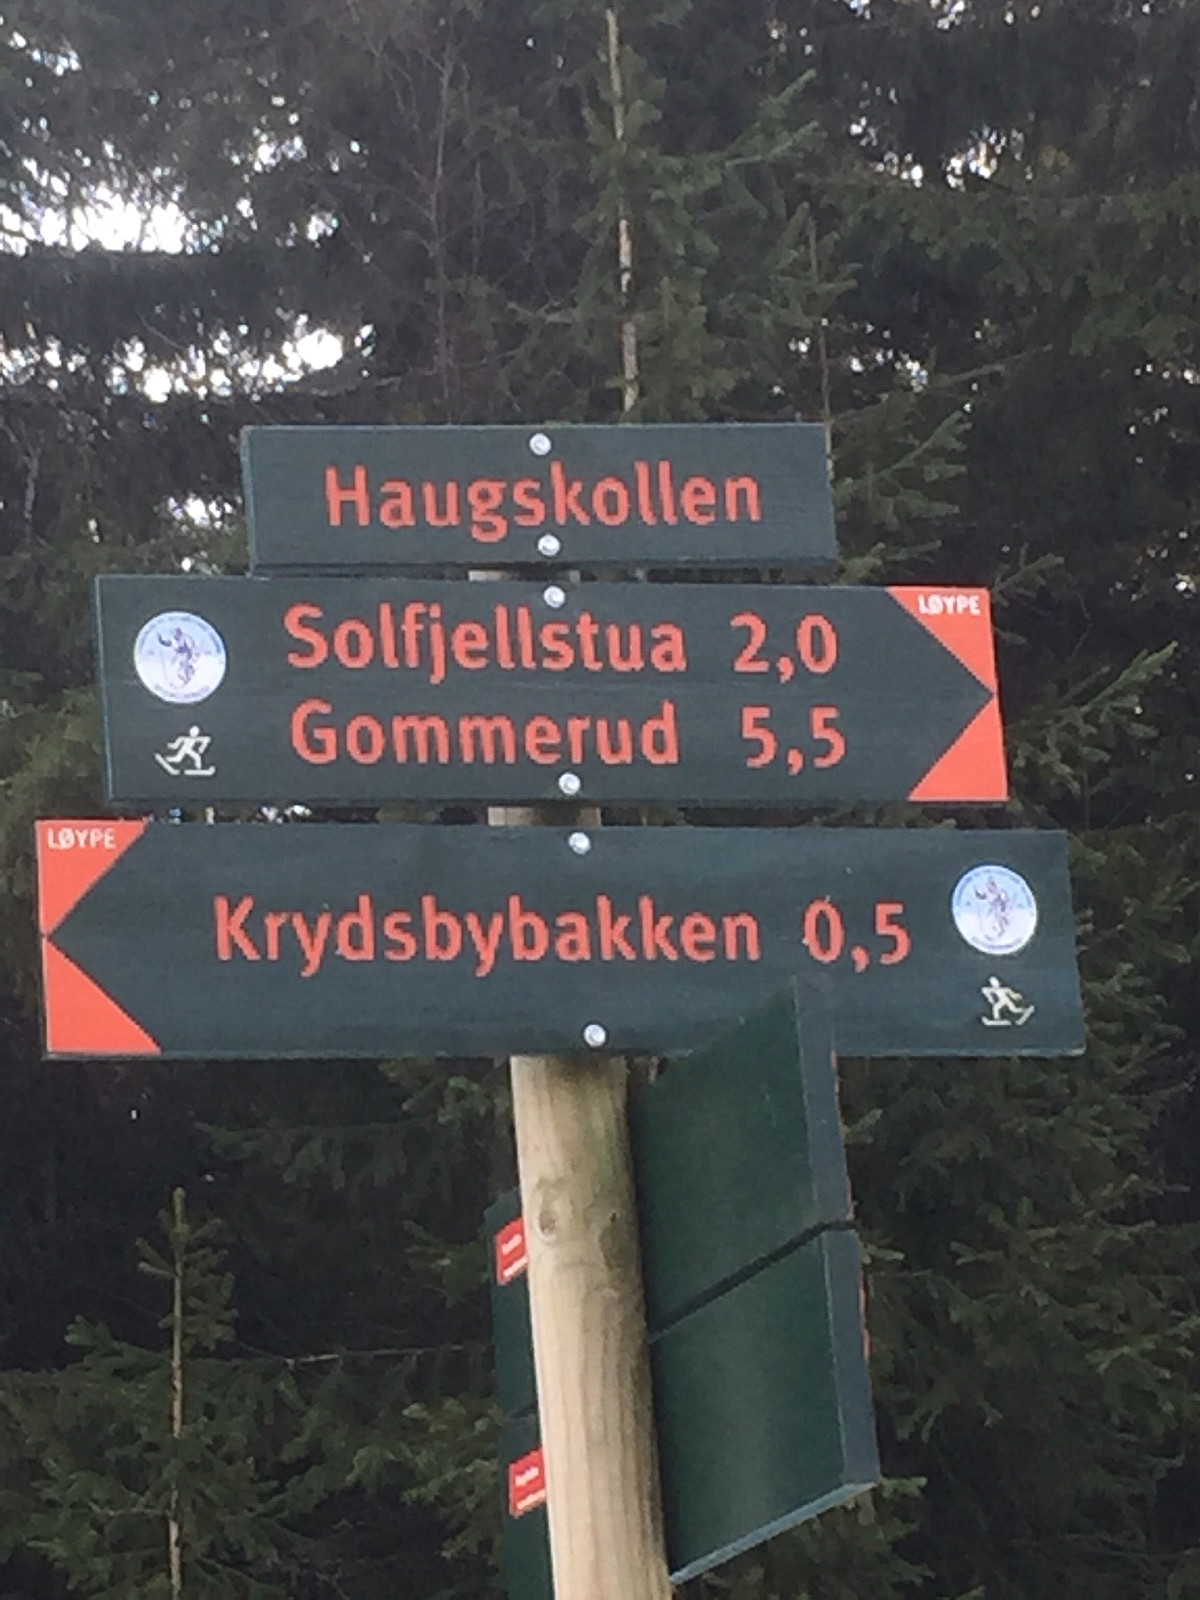 Haugskollen
LØYPE
Solfjellstua 2,0
Gommerud 5,5
LØYPE
Krydsbybakken 0,5